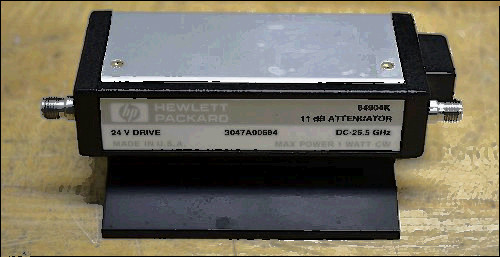 hp HEWLETT PACKARD
84904K
11 dB ATTENUATOR
24 V DRIVE 3047A00694 DC-26.5 GHz
MADE IN U.S.A. MAX POWER 1 WATT CW